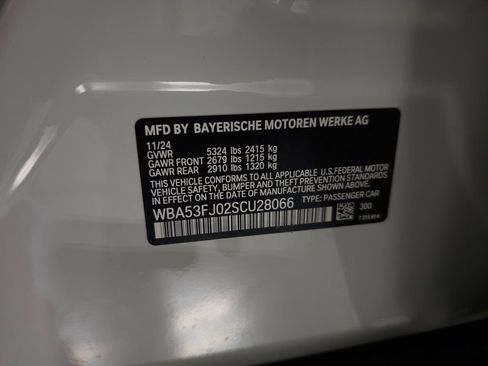 MFD BY BAYERISCHE MOTOREN WERKE AG
11/24
GVWR 5324 lbs 2415 kg
GAWR FRONT 2679 lbs 1215 kg
GAWR REAR 2910 lbs 1320 kg
THIS VEHICLE CONFORMS TO ALL APPLICABLE U.S.FEDERAL MOTOR
VEHICLE SAFETY, BUMPER, AND THEFT PREVENTION STANDARDS
IN EFFECT ON THE DATE OF MANUFACTURE SHOWN ABOVE.
WBA53FJ02SCU28066 TYPE: PASSENGER CAR
300